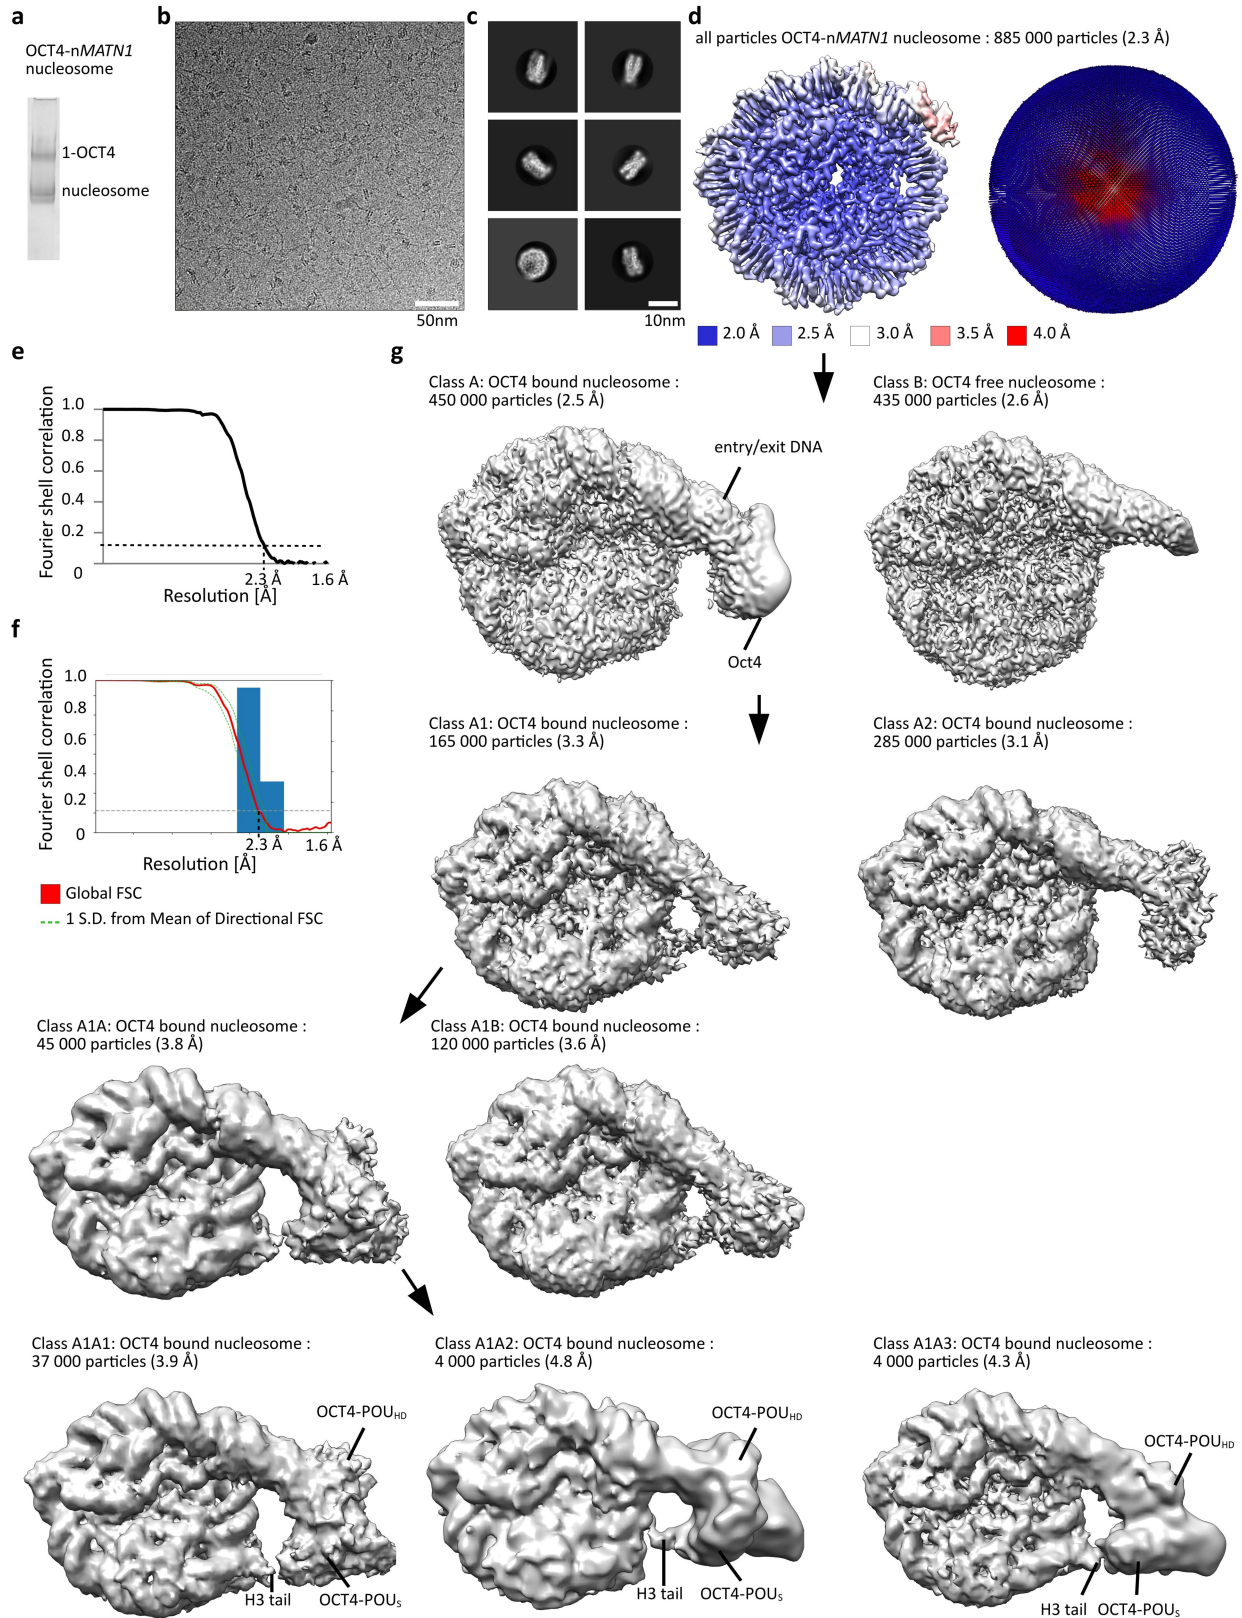 a
OCT4-nMATN1
nucleosome
1-OCT4
nucleosome
b
50nm
c
10nm
d
all particles OCT4-nMATN1 nucleosome : 885 000 particles (2.3 Å)
2.0 Å
2.5 Å
3.0 Å
3.5 Å
4.0 Å
e
Fourier shell correlation
1.0
0.8
0.6
0.4
0.2
0
2.3 Å
1.6 Å
Resolution [Å]
f
Fourier shell correlation
1.0
0.8
0.6
0.4
0.2
0
2.3 Å
1.6 Å
Resolution [Å]
Global FSC
1 S.D. from Mean of Directional FSC
g
Class A: OCT4 bound nucleosome :
450 000 particles (2.5 Å)
entry/exit DNA
Oct4
Class B: OCT4 free nucleosome :
435 000 particles (2.6 Å)
Class A1: OCT4 bound nucleosome :
165 000 particles (3.3 Å)
Class A2: OCT4 bound nucleosome :
285 000 particles (3.1 Å)
Class A1A: OCT4 bound nucleosome :
45 000 particles (3.8 Å)
Class A1B: OCT4 bound nucleosome :
120 000 particles (3.6 Å)
Class A1A1: OCT4 bound nucleosome :
37 000 particles (3.9 Å)
OCT4-POUHD
H3 tail
OCT4-POUS
Class A1A2: OCT4 bound nucleosome :
4 000 particles (4.8 Å)
OCT4-POUHD
H3 tail
OCT4-POUS
Class A1A3: OCT4 bound nucleosome :
4 000 particles (4.3 Å)
OCT4-POUHD
H3 tail
OCT4-POUS